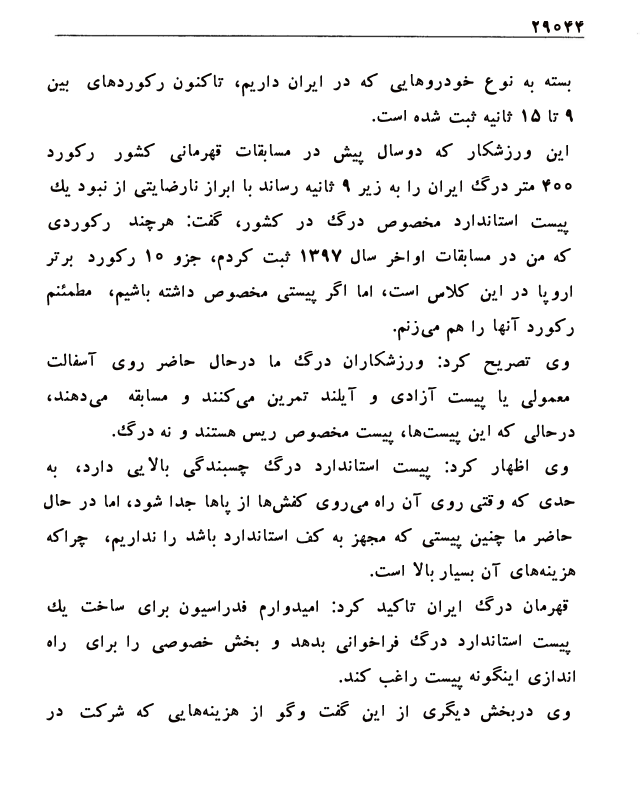 ۲۹۰۴۴
بسته به نوع خودروهایی که در ایران داریم، تاکنون رکوردهای بین
۹ تا ۱۵ ثانیه ثبت شده است.
این ورزشکار که دوسال پیش در مسابقات قهرمانی کشور رکورد
۴۰۰ متر درگ ایران را به زیر ۹ ثانیه رساند با ابراز نارضایتی از نبود یك
پیست استاندارد مخصوص درگ در کشور، گفت: هرچند رکوردی
که من در مسابقات اواخر سال ۱۳۹۷ ثبت کردم، جزو ۱۰ رکورد برتر
اروپا در این کلاس است، اما اگر پیستی مخصوص داشته باشیم، مطمئنم
رکورد آنها را هم می‌زنم.
وی تصریح کرد: ورزشکاران درگ ما درحال حاضر روی آسفالت
معمولی یا پیست آزادی و آیلند تمرین می‌کنند و مسابقه می‌دهند،
درحالی که این پیست‌ها، پیست مخصوص ریس هستند و نه درگ.
وی اظهار کرد: پیست استاندارد درگ چسبندگی بالایی دارد، به
حدی که وقتی روی آن راه می‌روی کفش‌ها از پاها جدا شود، اما در حال
حاضر ما چنین پیستی که مجهز به کف استاندارد باشد را نداریم، چراکه
هزینه‌های آن بسیار بالا است.
قهرمان درگ ایران تاکید کرد: امیدوارم فدراسیون برای ساخت یك
پیست استاندارد درگ فراخوانی بدهد و بخش خصوصی را برای راه
اندازی اینگونه پیست راغب کند.
وی دربخش دیگری از این گفت وگو از هزینه‌هایی که شرکت در